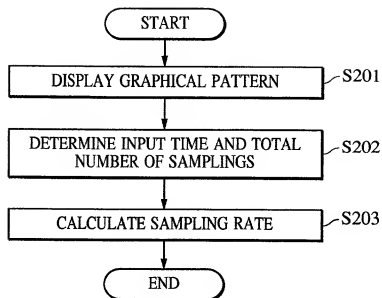 START
DISPLAY GRAPHICAL PATTERN
S201
DETERMINE INPUT TIME AND TOTAL
NUMBER OF SAMPLINGS
S202
CALCULATE SAMPLING RATE
S203
END